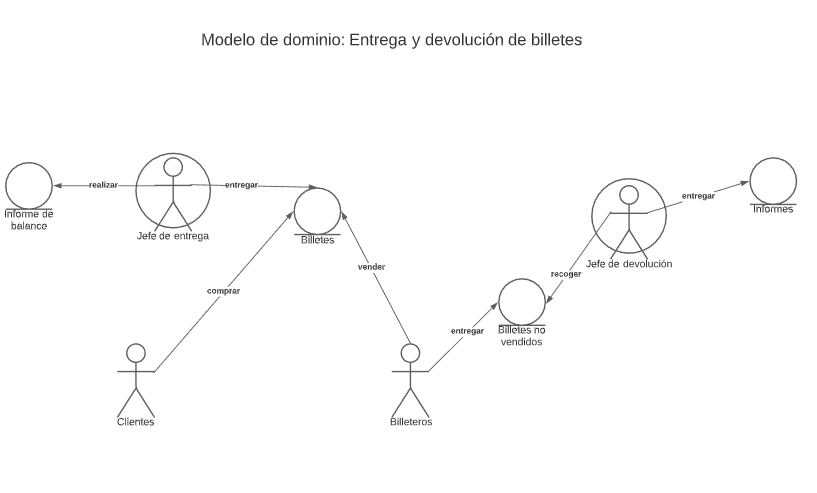 Modelo de dominio: Entrega y devolución de billetes
realizar
entregar
entregar
Informe de
balance
Jefe de entrega
Billetes
Informes
Jefe de devolución
vender
recoger
comprar
entregar
Billetes no
vendidos
Clientes
Billeteros